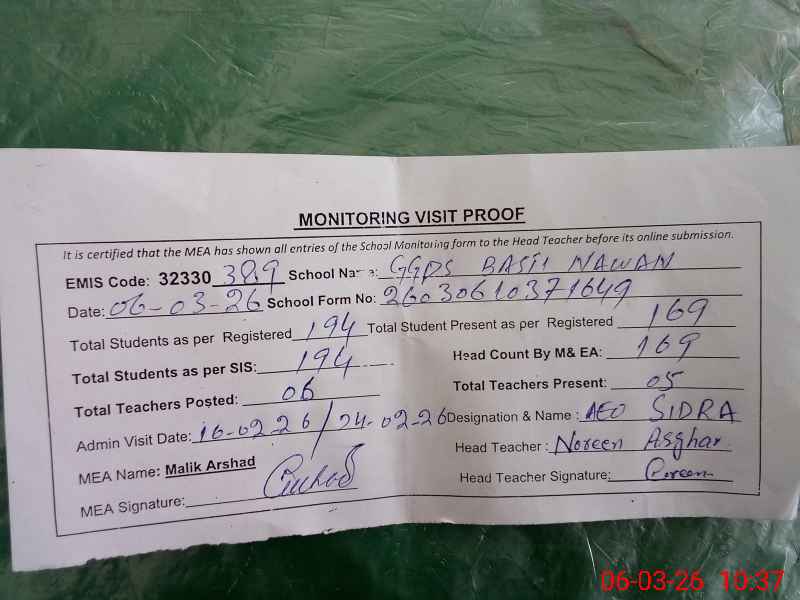 MONITORING VISIT PROOF
It is certified that the MEA has shown all entries of the School Monitoring form to the Head Teacher before its online submission.
EMIS Code: 32330 389 School Name: GGPS BASTI NAWAN
Date: 06-03-26 School Form No: 26030610371649
Total Students as per Registered 194 Total Student Present as per Registered 169
Total Students as per SIS: 194 Head Count By M& EA: 169
Total Teachers Posted: 06 Total Teachers Present: 05
Admin Visit Date: 16-02-26/24-02-26 Designation & Name : AEO SIDRA
MEA Name: Malik Arshad Head Teacher : Noreen Asghar
MEA Signature: Head Teacher Signature:
06-03-26 10:37